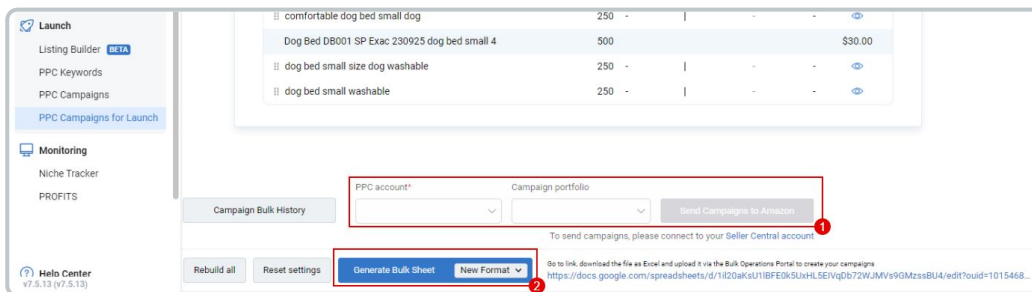 Launch
Listing Builder BETA
PPC Keywords
PPC Campaigns
PPC Campaigns for Launch
Monitoring
Niche Tracker
PROFITS
Help Center
v7.5.13 (v7.5.13)
comfortable dog bed small dog 250 - | - -
Dog Bed DB001 SP Exac 230925 dog bed small 4 500 $30.00
dog bed small size dog washable 250 - | - -
dog bed small washable 250 - | - -
PPC account* Campaign portfolio
Campaign Bulk History Send Campaigns to Amazon
1
To send campaigns, please connect to your Seller Central account
Rebuild all Reset settings Generate Bulk Sheet New Format
2
Go to link, download the file as Excel and upload it via the Bulk Operations Portal to create your campaigns
https://docs.google.com/spreadsheets/d/1il20aKsU1lBFE0k5UxHL5EIVqDb72WJMVs9GMzssBU4/edit?ouid=1015468...